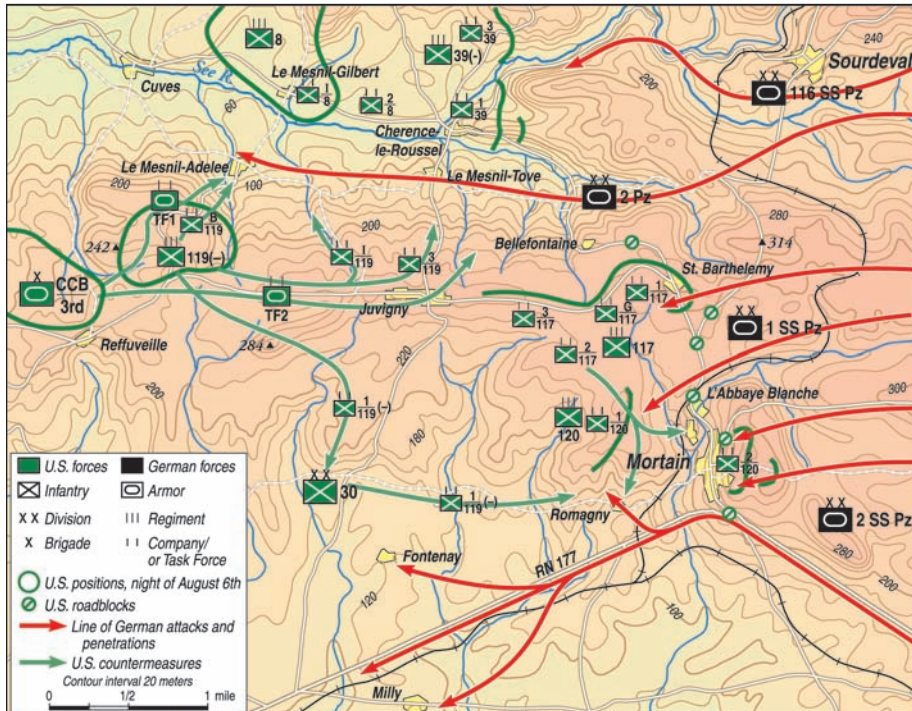 8
3
39
39(-)
240
Sourdeval
Cuves
See R.
Le Mesnil-Gilbert
1
8
2
8
1
39
200
116 SS Pz
60
Cherence-
le-Roussel
Le Mesnil-Adelee
100
Le Mesnil-Tove
200
TF1
B
119
2 Pz
280
242
119(-)
200
Bellefontaine
314
1
119
3
119
St. Barthelemy
CCB
3rd
TF2
Juvigny
1
117
3
117
G
117
117
1 SS Pz
Reffuveille
284
220
2
117
L'Abbaye Blanche
300
200
1
119(-)
120
1
120
180
Mortain
2
120
30
1
119(-)
Romagny
2 SS Pz
280
Fontenay
RN 177
200
120
100
Milly
U.S. forces
German forces
Infantry
Armor
X X Division
III Regiment
X Brigade
I I Company/
or Task Force
U.S. positions, night of August 6th
U.S. roadblocks
Line of German attacks and
penetrations
U.S. countermeasures
Contour interval 20 meters
0 1/2 1 mile